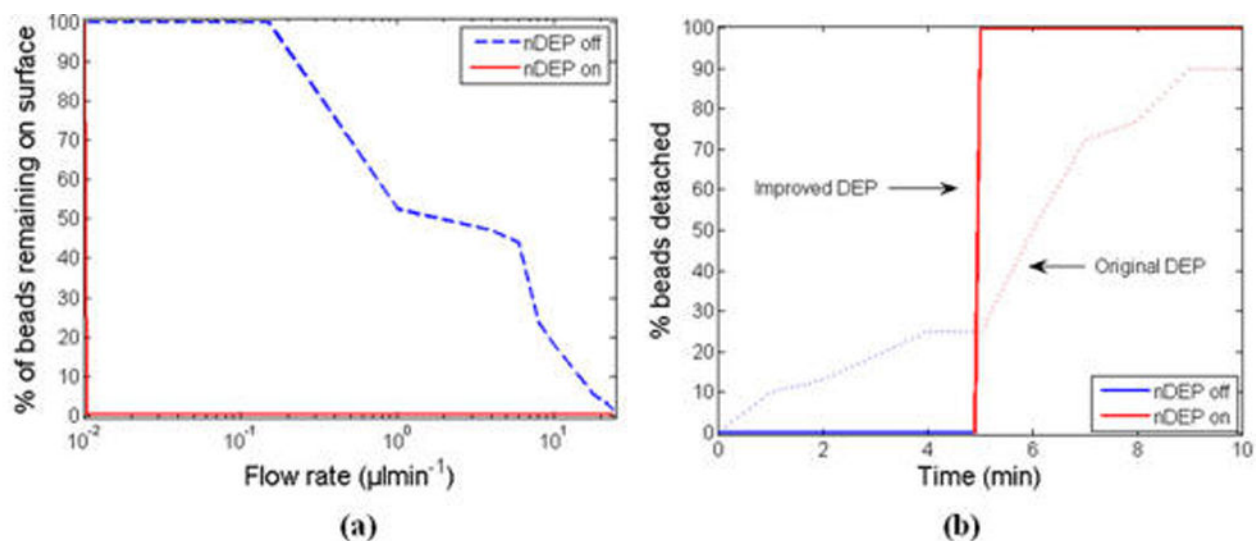 % of beads remaining on surface
100
90
80
70
60
50
40
30
20
10
0
10-2
10-1
100
101
Flow rate (µlmin-1)
nDEP off
nDEP on
(a)
% beads detached
100
90
80
70
60
50
40
30
20
10
0
0 2 4 6 8 10
Time (min)
Improved DEP
Original DEP
nDEP off
nDEP on
(b)